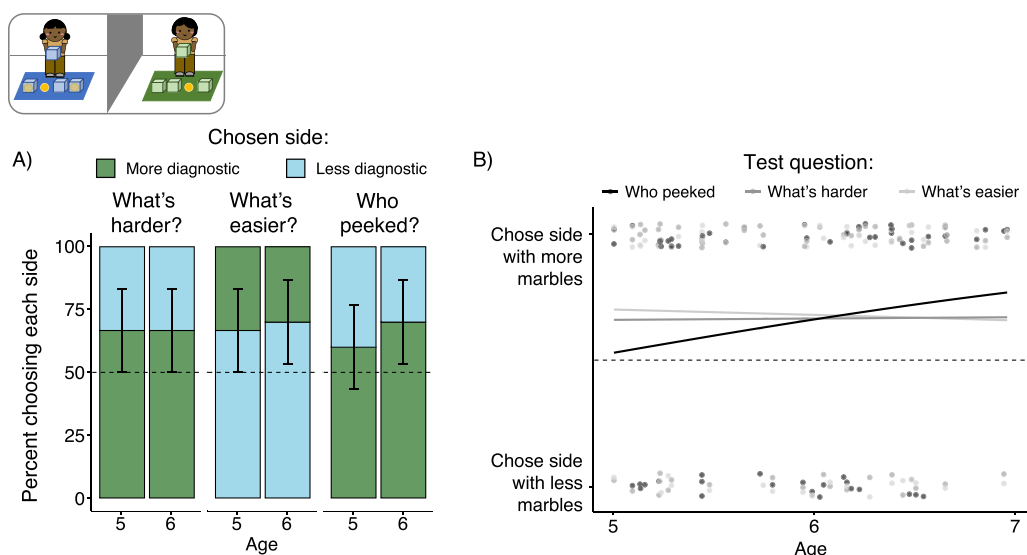 A)
Chosen side:
More diagnostic
Less diagnostic
What's
harder?
What's
easier?
Who
peeked?
Percent choosing each side
100
75
50
25
0
5
6
5
6
5
6
Age
B)
Test question:
Who peeked
What's harder
What's easier
Chose side
with more
marbles
Chose side
with less
marbles
5
6
7
Age